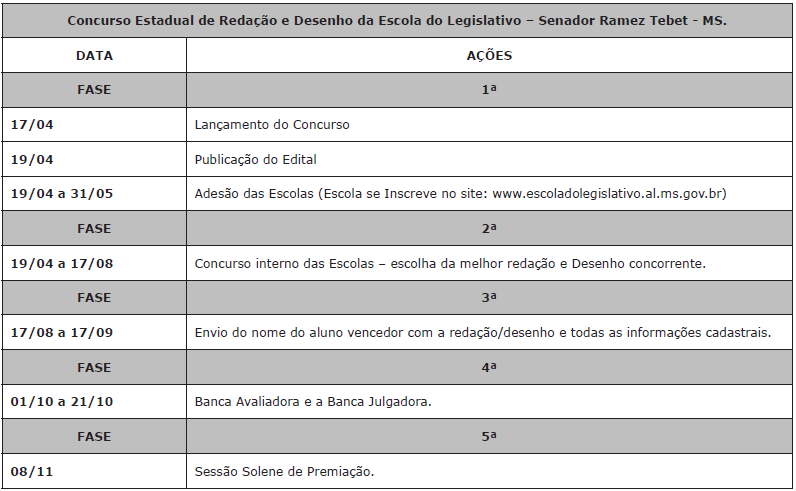 Concurso Estadual de Redação e Desenho da Escola do Legislativo – Senador Ramez Tebet - MS.
DATA AÇÕES
FASE 1ª
17/04 Lançamento do Concurso
19/04 Publicação do Edital
19/04 a 31/05 Adesão das Escolas (Escola se Inscreve no site: www.escoladolegislativo.al.ms.gov.br)
FASE 2ª
19/04 a 17/08 Concurso interno das Escolas – escolha da melhor redação e Desenho concorrente.
FASE 3ª
17/08 a 17/09 Envio do nome do aluno vencedor com a redação/desenho e todas as informações cadastrais.
FASE 4ª
01/10 a 21/10 Banca Avaliadora e a Banca Julgadora.
FASE 5ª
08/11 Sessão Solene de Premiação.